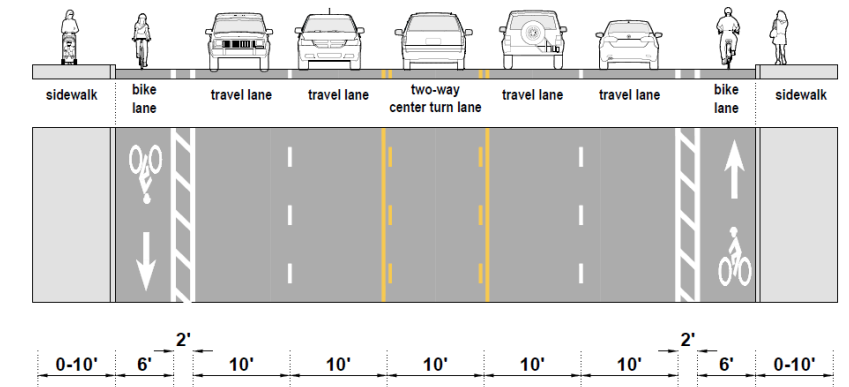 sidewalk
bike
lane
travel lane
travel lane
two-way
center turn lane
travel lane
travel lane
bike
lane
sidewalk
2'
2'
0-10'
6'
10'
10'
10'
10'
10'
6'
0-10'